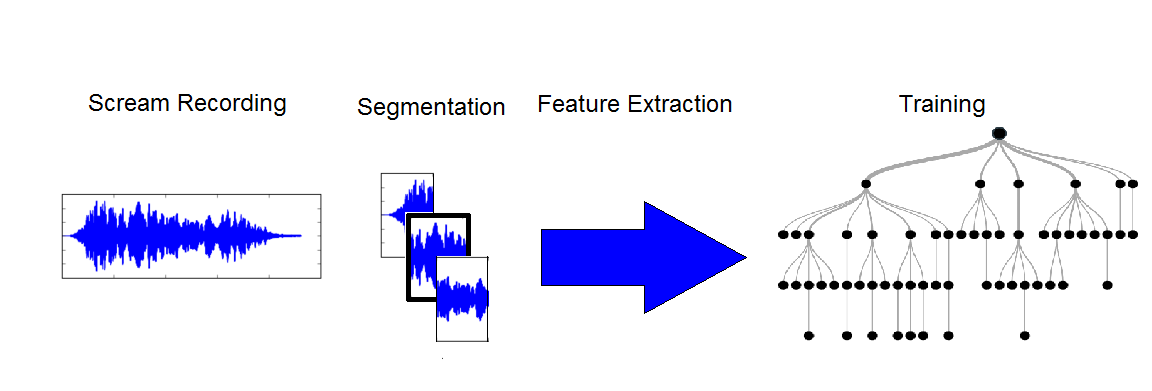 Scream Recording
Segmentation
Feature Extraction
Training